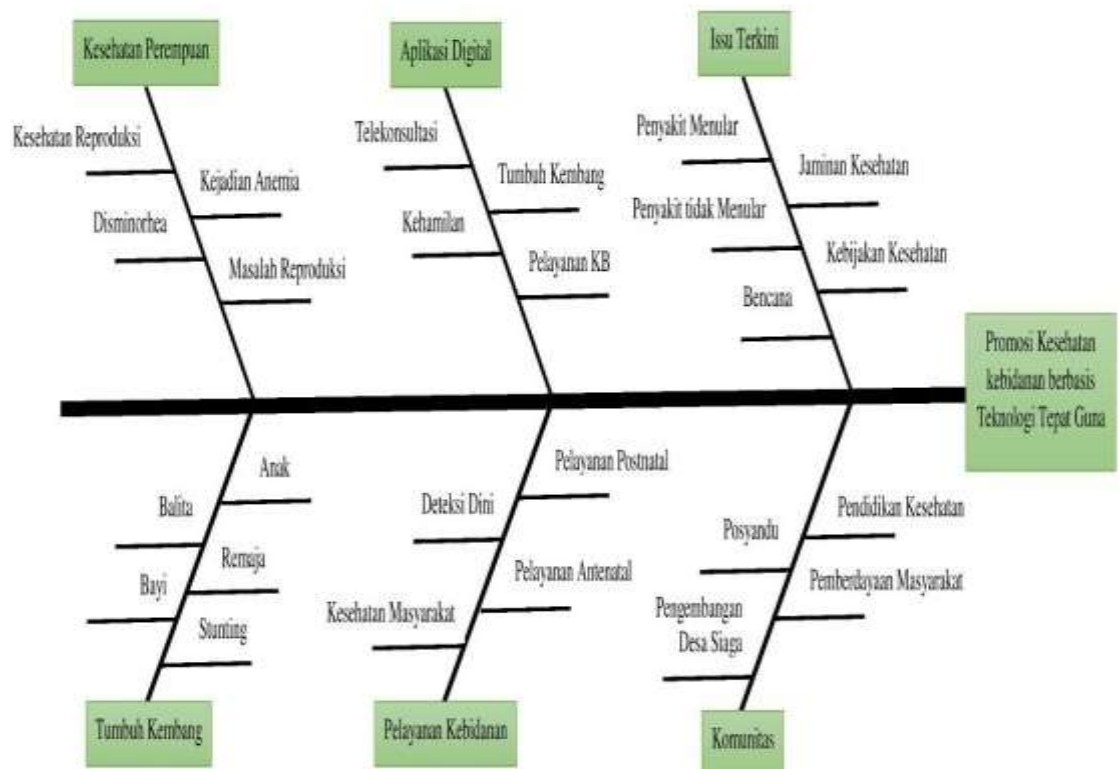 Kesehatan Perempuan
Kesehatan Reproduksi
Kejadian Anemia
Disminorhea
Masalah Reproduksi
Aplikasi Digital
Telekonsultasi
Tumbuh Kembang
Kehamilan
Pelayanan KB
Issu Terkini
Penyakit Menular
Jaminan Kesehatan
Penyakit tidak Menular
Kebijakan Kesehatan
Bencana
Promosi Kesehatan
kebidanan berbasis
Teknologi Tepat Guna
Anak
Balita
Remaja
Bayi
Stunting
Tumbuh Kembang
Pelayanan Postnatal
Deteksi Dini
Pelayanan Antenatal
Kesehatan Masyarakat
Pelayanan Kebidanan
Pendidikan Kesehatan
Posyandu
Pemberdayaan Masyarakat
Pengembangan
Desa Siaga
Komunitas